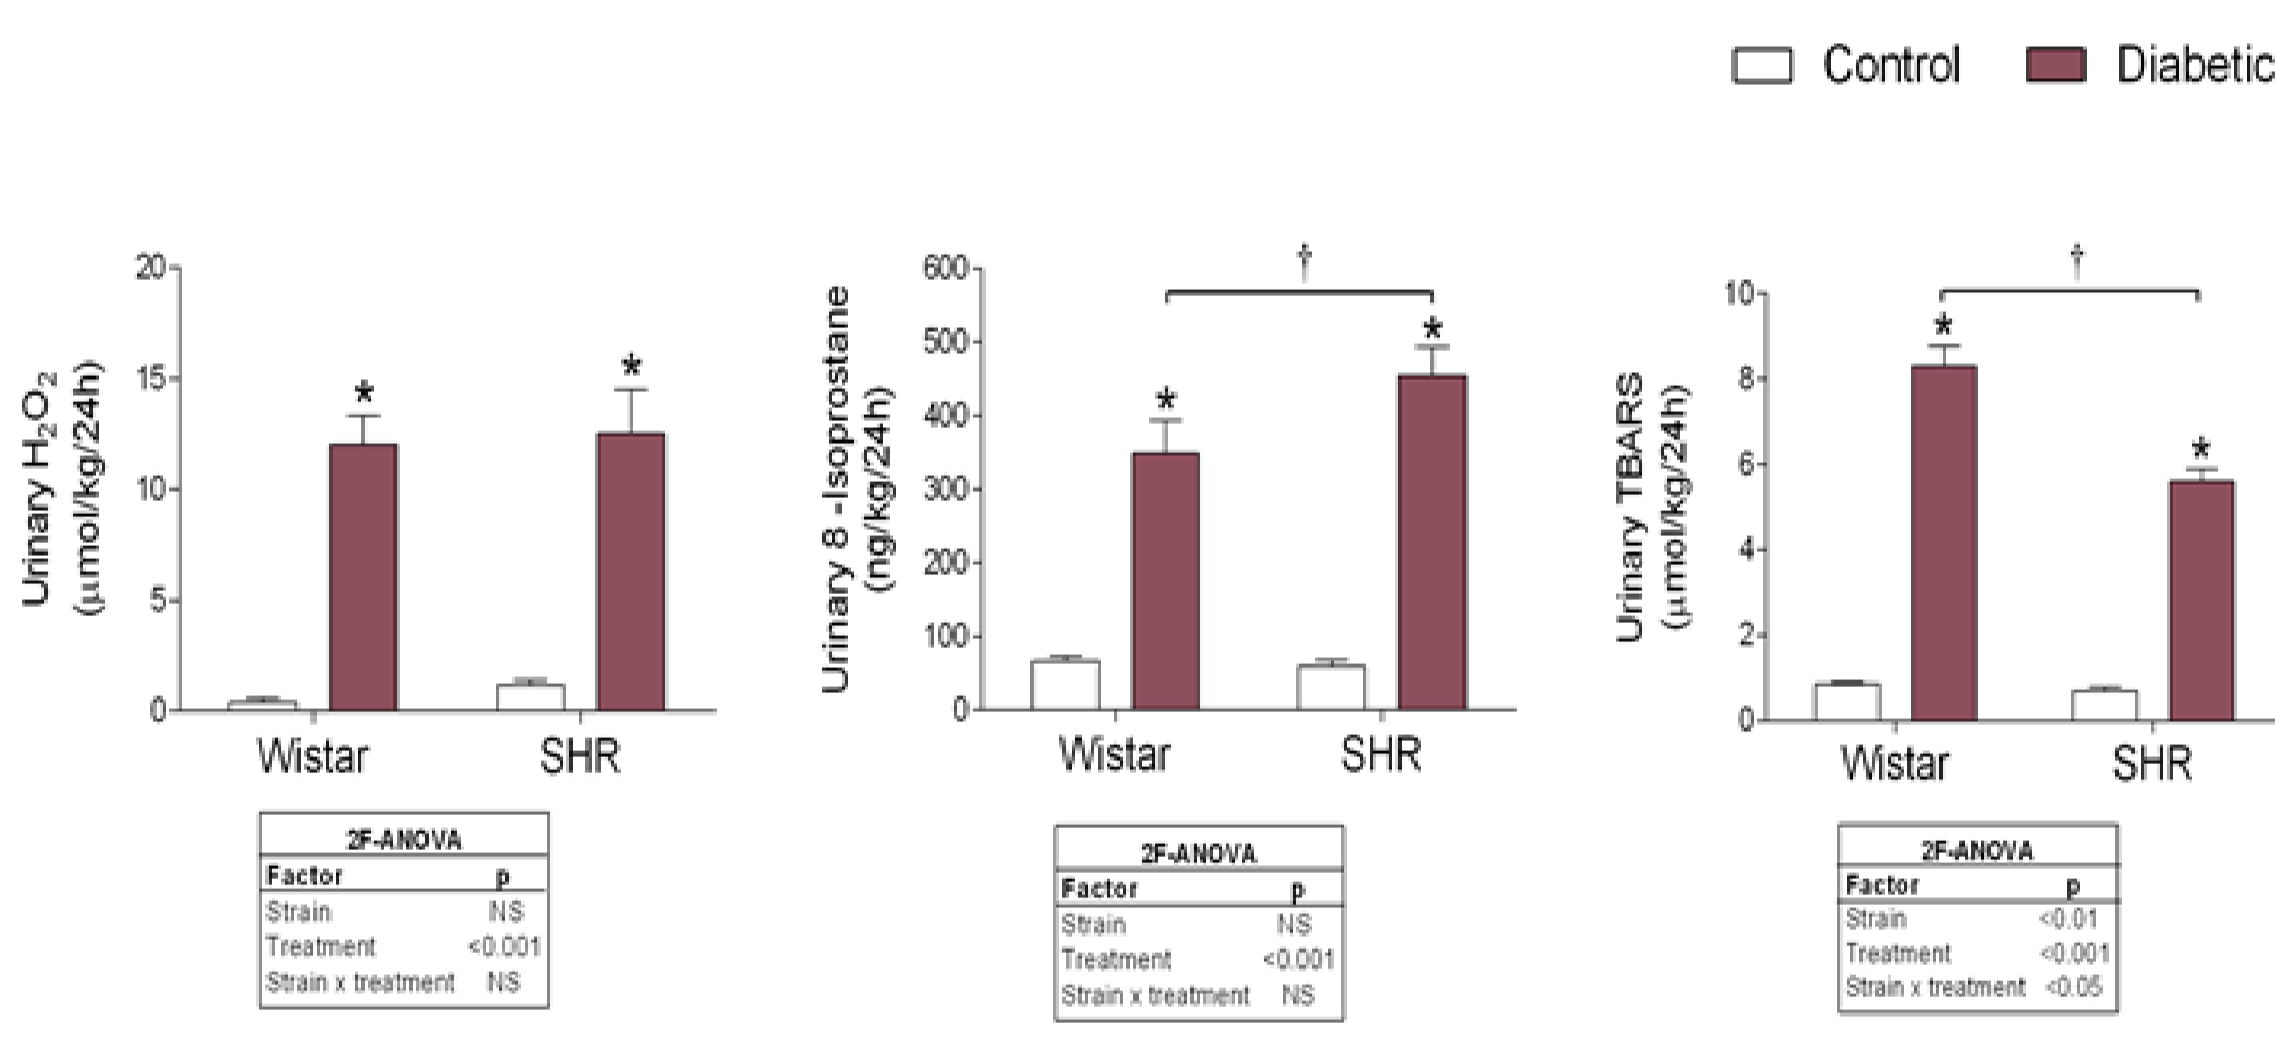 Control Diabetic
Urinary H₂O₂
(μmol/kg/24h)
20
15
10
5
0
*
*
Wistar SHR
2F-ANOVA
Factor p
Strain NS
Treatment <0.001
Strain x treatment NS
Urinary 8 -Isoprostane
(ng/kg/24h)
600
500
400
300
200
100
0
†
*
*
Wistar SHR
2F-ANOVA
Factor p
Strain NS
Treatment <0.001
Strain x treatment NS
Urinary TBARS
(μmol/kg/24h)
10
8
6
4
2
0
†
*
*
Wistar SHR
2F-ANOVA
Factor p
Strain <0.01
Treatment <0.001
Strain x treatment <0.05